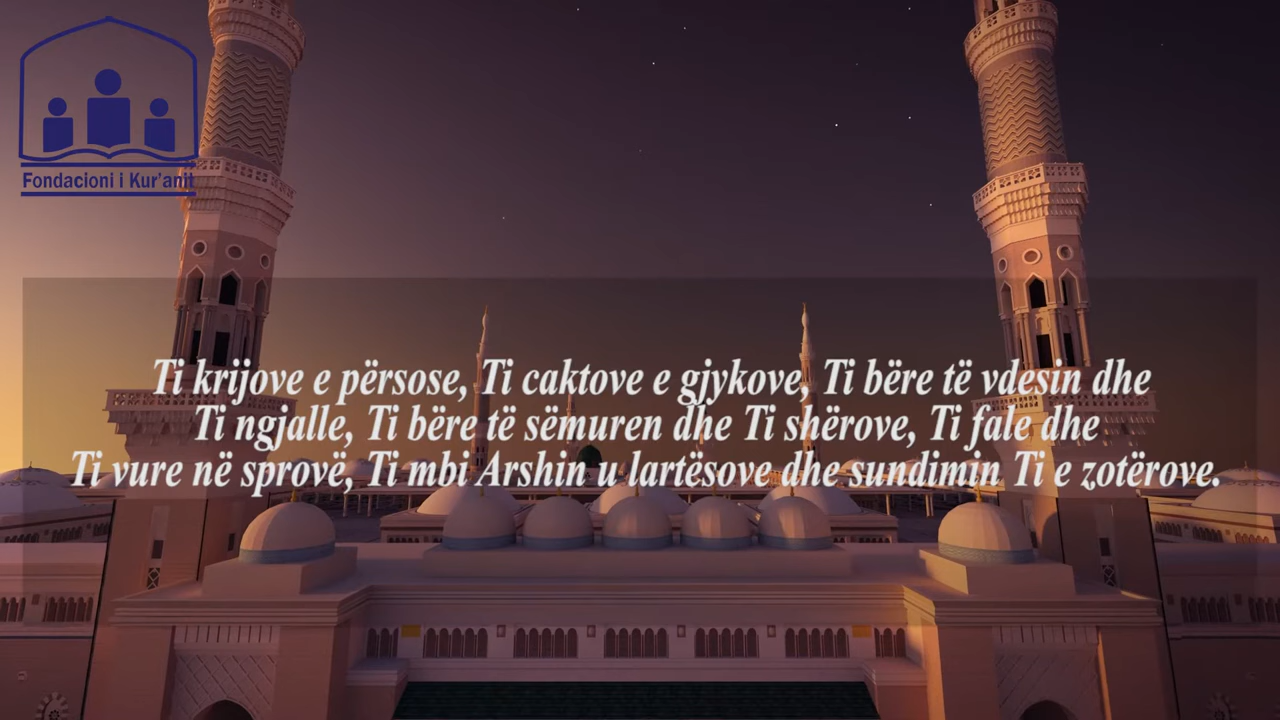 Fondacioni i Kur'anit
Ti krijove e përsose, Ti caktove e gjykove, Ti bëre të vdesin dhe
Ti ngjalle, Ti bëre të sëmuren dhe Ti shërove, Ti fale dhe
Ti vure në sprovë, Ti mbi Arshin u lartësove dhe sundimin Ti e zotërove.